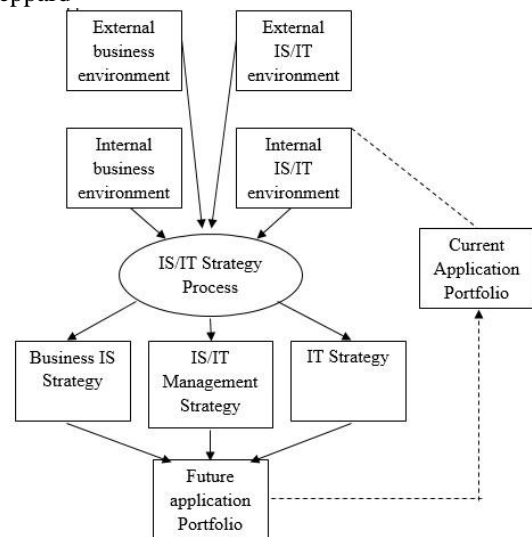 External
business
environment
External
IS/IT
environment
Internal
business
environment
Internal
IS/IT
environment
Current
Application
Portfolio
IS/IT Strategy
Process
Business IS
Strategy
IS/IT
Management
Strategy
IT Strategy
Future
application
Portfolio